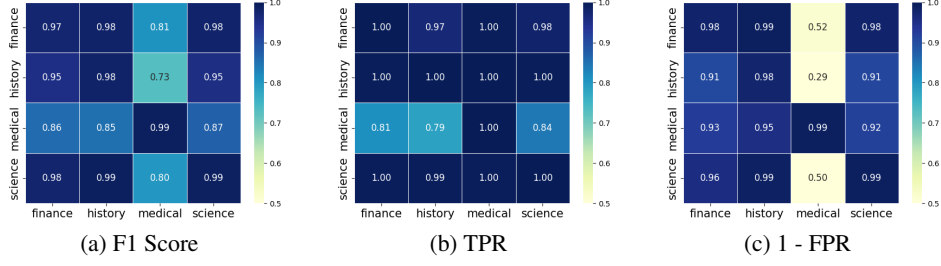 finance 0.97 0.98 0.81 0.98
history 0.95 0.98 0.73 0.95
medical 0.86 0.85 0.99 0.87
science 0.98 0.99 0.80 0.99
finance history medical science
1.0
0.9
0.8
0.7
0.6
0.5
(a) F1 Score
finance 1.00 0.97 1.00 0.98
history 1.00 1.00 1.00 1.00
medical 0.81 0.79 1.00 0.84
science 1.00 0.99 1.00 1.00
finance history medical science
1.0
0.9
0.8
0.7
0.6
0.5
(b) TPR
finance 0.98 0.99 0.52 0.98
history 0.91 0.98 0.29 0.91
medical 0.93 0.95 0.99 0.92
science 0.96 0.99 0.50 0.99
finance history medical science
1.0
0.9
0.8
0.7
0.6
0.5
(c) 1 - FPR